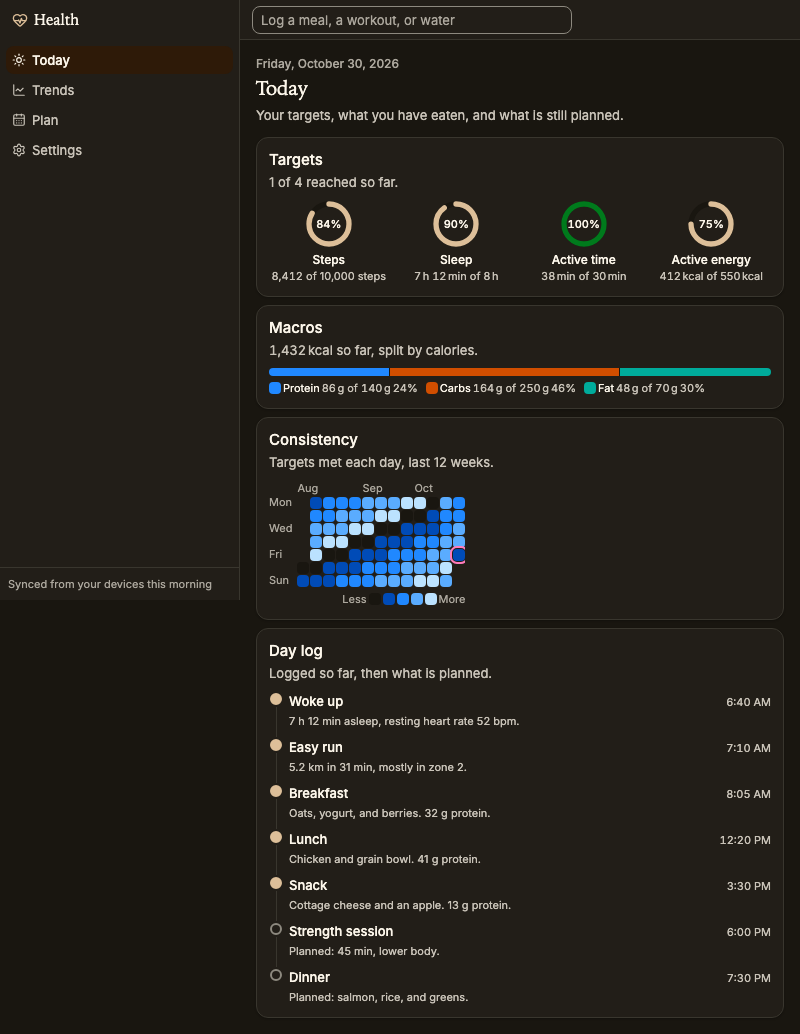 Health
Log a meal, a workout, or water
Today
Trends
Plan
Settings
Synced from your devices this morning
Friday, October 30, 2026
Today
Your targets, what you have eaten, and what is still planned.
Targets
1 of 4 reached so far.
84% 90% 100% 75%
Steps Sleep Active time Active energy
8,412 of 10,000 steps 7 h 12 min of 8 h 38 min of 30 min 412 kcal of 550 kcal
Macros
1,432 kcal so far, split by calories.
Protein 86 g of 140 g 24% Carbs 164 g of 250 g 46% Fat 48 g of 70 g 30%
Consistency
Targets met each day, last 12 weeks.
Aug Sep Oct
Mon
Wed
Fri
Sun
Less More
Day log
Logged so far, then what is planned.
Woke up 6:40 AM
7 h 12 min asleep, resting heart rate 52 bpm.
Easy run 7:10 AM
5.2 km in 31 min, mostly in zone 2.
Breakfast 8:05 AM
Oats, yogurt, and berries. 32 g protein.
Lunch 12:20 PM
Chicken and grain bowl. 41 g protein.
Snack 3:30 PM
Cottage cheese and an apple. 13 g protein.
Strength session 6:00 PM
Planned: 45 min, lower body.
Dinner 7:30 PM
Planned: salmon, rice, and greens.